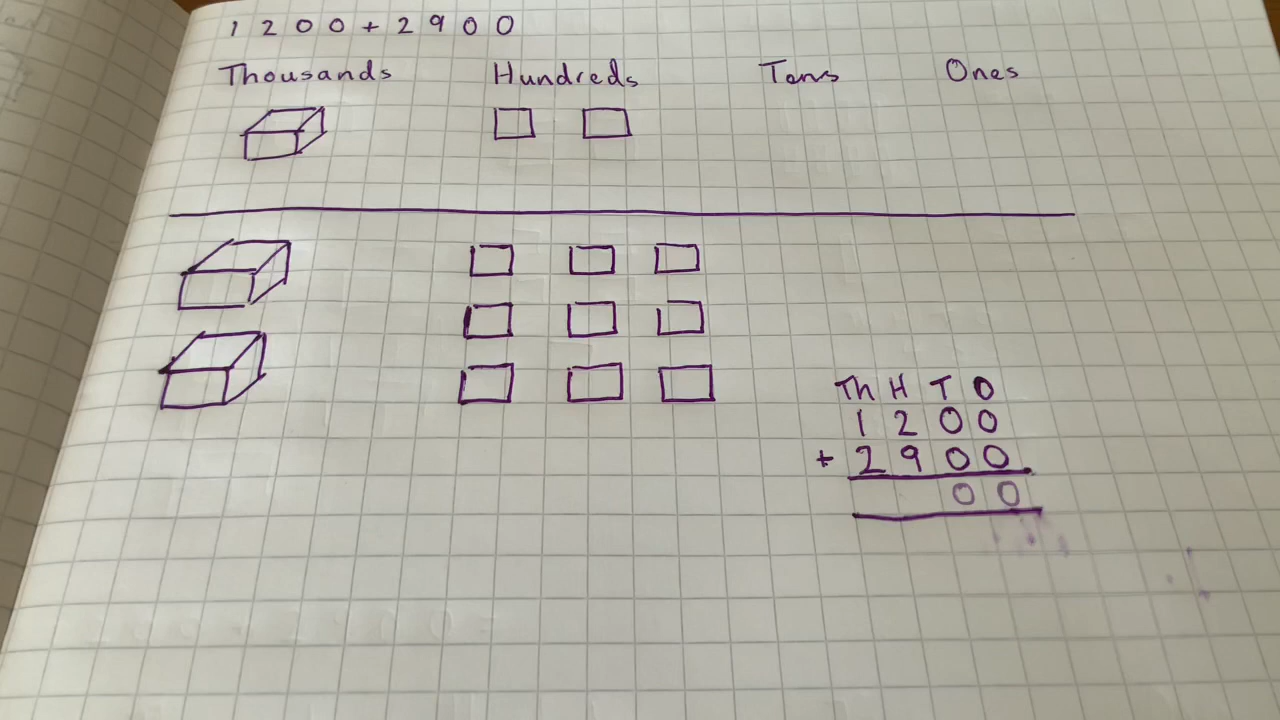 1200+2900
Thousands Hundreds Tens Ones
Th H T O
1 2 0 0
+ 2 9 0 0
0 0